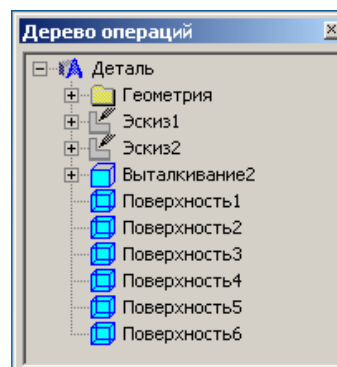 Дерево операций
Деталь
Геометрия
Эскиз1
Эскиз2
Выталкивание2
Поверхность1
Поверхность2
Поверхность3
Поверхность4
Поверхность5
Поверхность6